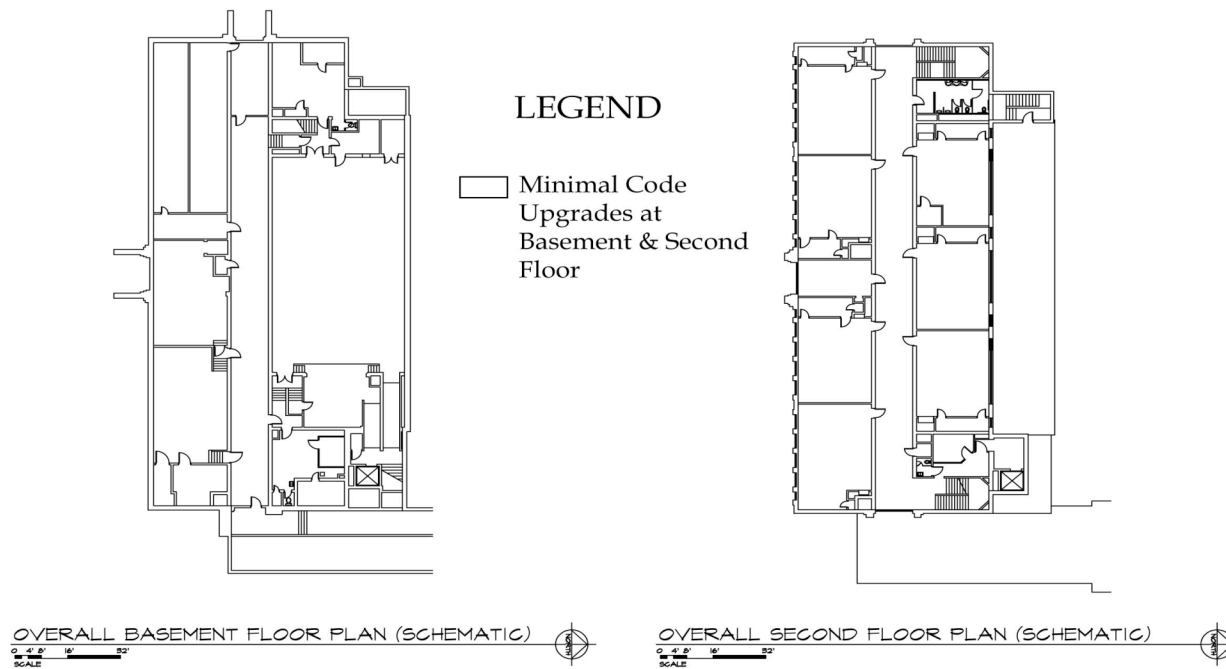 LEGEND
Minimal Code
Upgrades at
Basement & Second
Floor
OVERALL BASEMENT FLOOR PLAN (SCHEMATIC)
0 4' 8' 16' 32'
SCALE
NORTH
OVERALL SECOND FLOOR PLAN (SCHEMATIC)
0 4' 8' 16' 32'
SCALE
NORTH